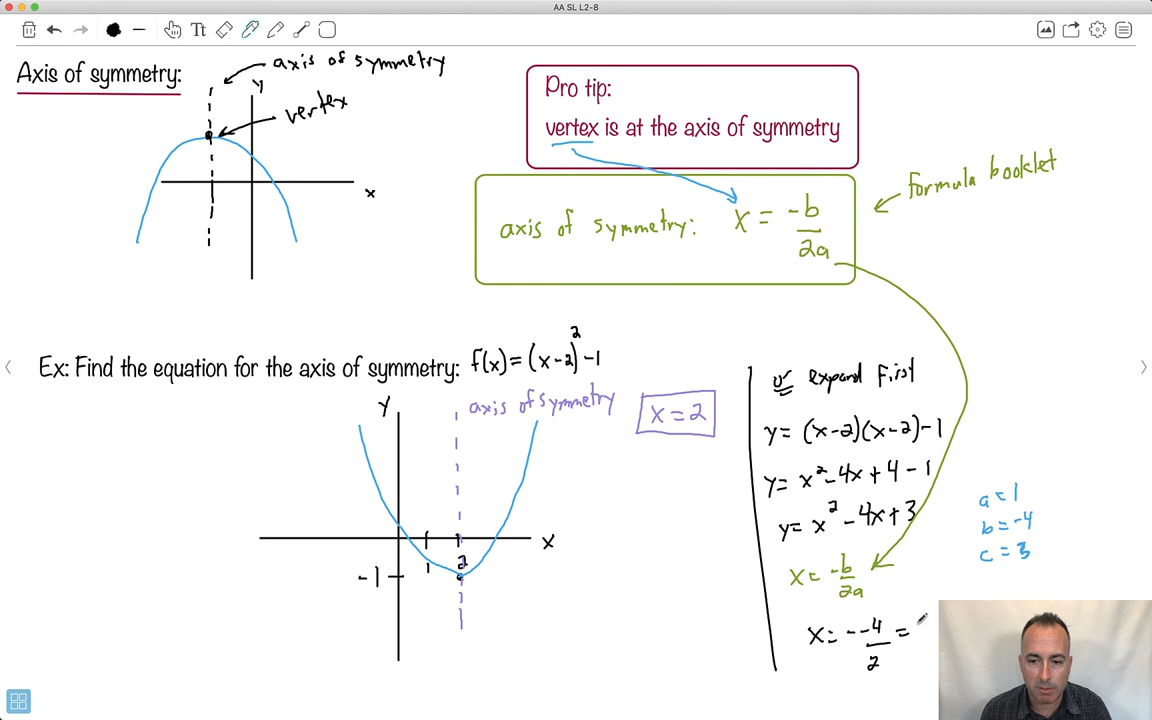 AA SL L2-8
Tt
Axis of symmetry:
axis of symmetry
y
vertex
x
Pro tip:
vertex is at the axis of symmetry
axis of symmetry: x = -b/2a
formula booklet
Ex: Find the equation for the axis of symmetry: f(x) = (x-2)² -1
axis of symmetry
x = 2
y
x
1
2
-1
or expand first
y = (x-2)(x-2)-1
y = x² -4x + 4 - 1
y = x² - 4x + 3
x = -b/2a
x = --4/2 =
a = 1
b = -4
c = 3